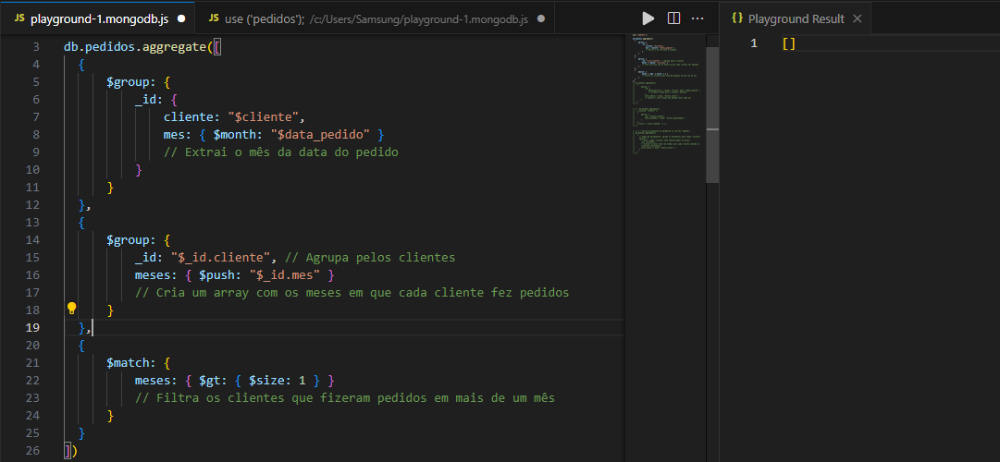 JS playground-1.mongodb.js ●
JS use ('pedidos'); /c:/Users/Samsung/playground-1.mongodb.js ●
{} Playground Result ×
3 db.pedidos.aggregate([
4 {
5 $group: {
6 _id: {
7 cliente: "$cliente",
8 mes: { $month: "$data_pedido" }
9 // Extrai o mês da data do pedido
10 }
11 }
12 },
13 {
14 $group: {
15 _id: "$_id.cliente", // Agrupa pelos clientes
16 meses: { $push: "$_id.mes" }
17 // Cria um array com os meses em que cada cliente fez pedidos
18 }
19 },
20 {
21 $match: {
22 meses: { $gt: { $size: 1 } }
23 // Filtra os clientes que fizeram pedidos em mais de um mês
24 }
25 }
26 ])
1 []